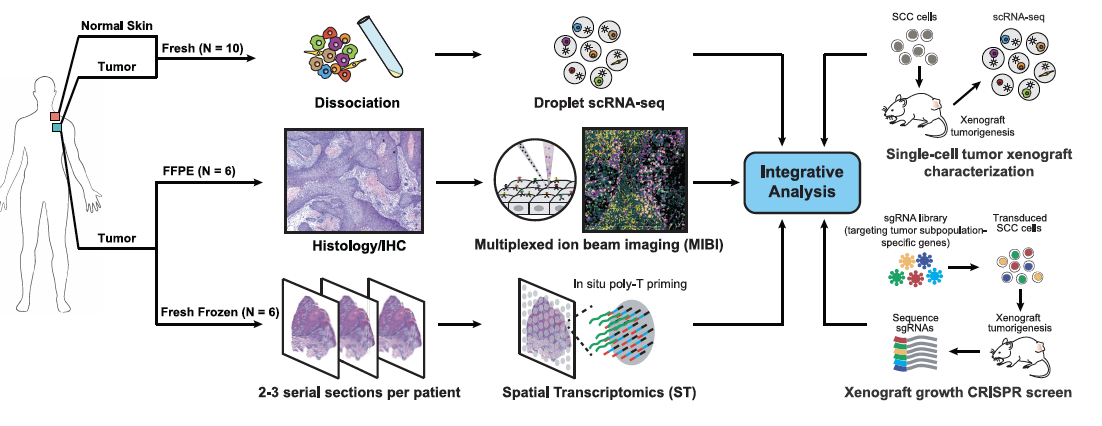 Normal Skin
Fresh (N = 10)
Tumor
Dissociation
Droplet scRNA-seq
FFPE (N = 6)
Histology/IHC
Multiplexed ion beam imaging (MIBI)
Tumor
Fresh Frozen (N = 6)
2-3 serial sections per patient
In situ poly-T priming
Spatial Transcriptomics (ST)
Integrative
Analysis
SCC cells
scRNA-seq
Xenograft
tumorigenesis
Single-cell tumor xenograft
characterization
sgRNA library
(targeting tumor subpopulation-
specific genes)
Transduced
SCC cells
Sequence
sgRNAs
Xenograft
tumorigenesis
Xenograft growth CRISPR screen